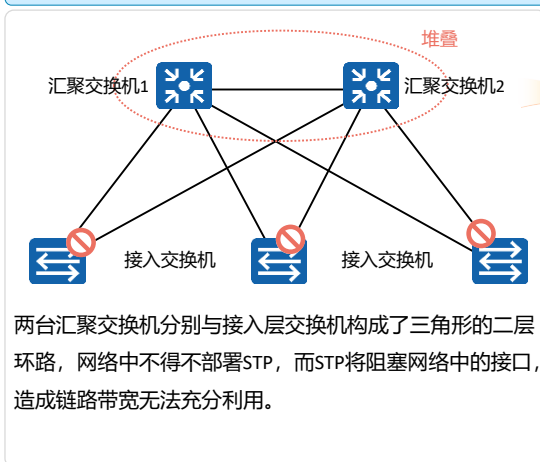 堆叠
汇聚交换机1
汇聚交换机2
接入交换机
接入交换机
两台汇聚交换机分别与接入层交换机构成了三角形的二层
环路，网络中不得不部署STP，而STP将阻塞网络中的接口，
造成链路带宽无法充分利用。